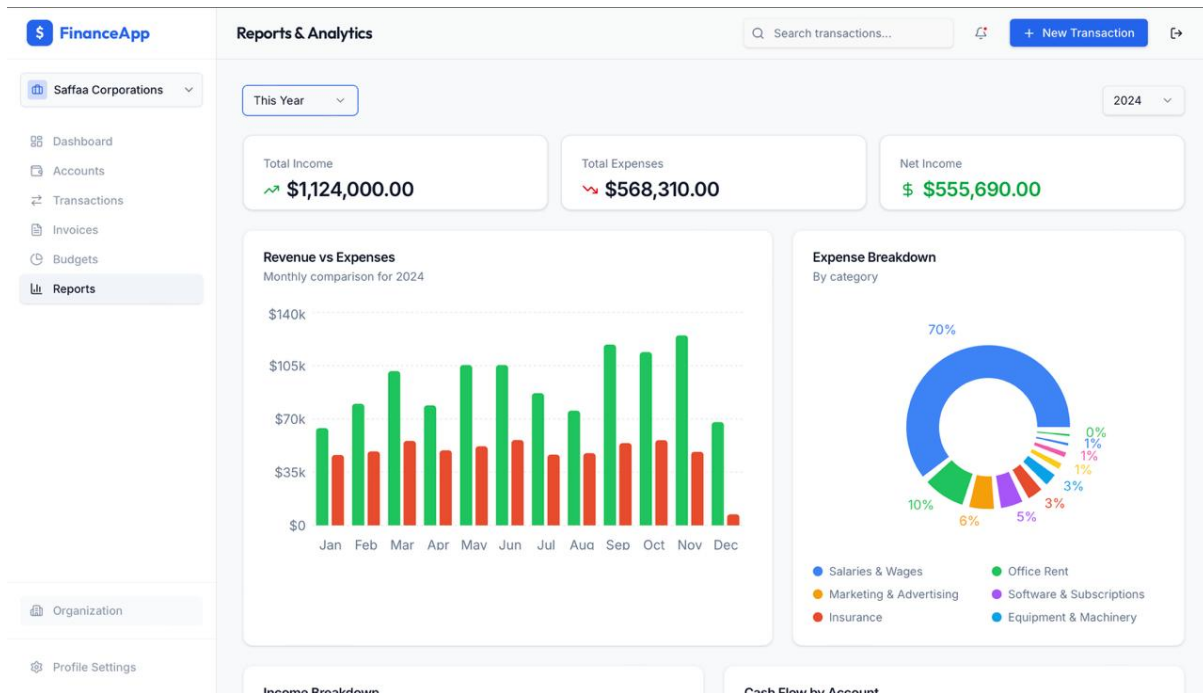 $ FinanceApp
Reports & Analytics
Search transactions...
+ New Transaction
Saffaa Corporations
This Year
2024
Dashboard
Accounts
Transactions
Invoices
Budgets
Reports
Organization
Profile Settings
Total Income
$1,124,000.00
Total Expenses
$568,310.00
Net Income
$ $555,690.00
Revenue vs Expenses
Monthly comparison for 2024
$140k
$105k
$70k
$35k
$0
Jan Feb Mar Apr May Jun Jul Aug Sep Oct Nov Dec
Expense Breakdown
By category
70%
0%
1%
1%
1%
3%
3%
5%
6%
10%
Salaries & Wages
Office Rent
Marketing & Advertising
Software & Subscriptions
Insurance
Equipment & Machinery
Income Breakdown
Cash Flow by Account